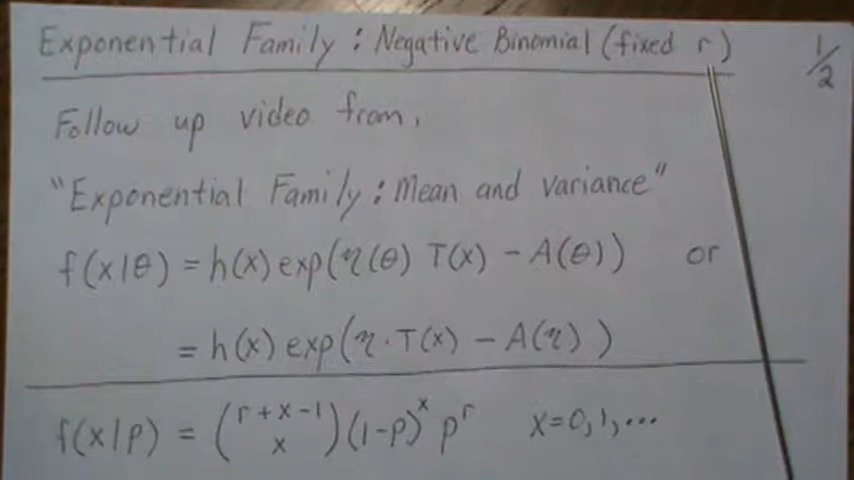 Exponential Family: Negative Binomial (fixed r) 1/2
Follow up video from,
"Exponential Family: Mean and variance"
f(x|θ) = h(x) exp(η(θ) T(x) - A(θ)) or
= h(x) exp(η·T(x) - A(η))
f(x|p) = (r+x-1 x)(1-p)^x p^r x=0,1,...